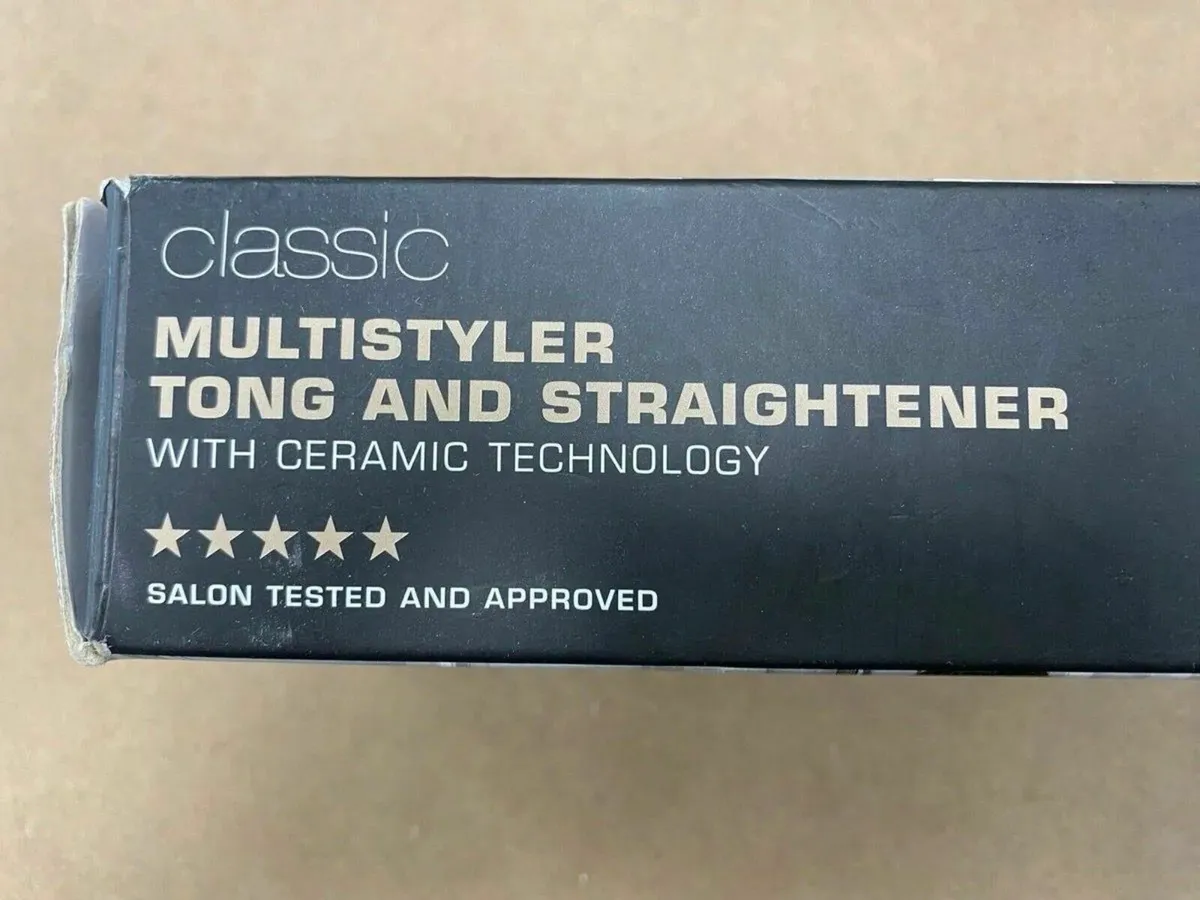 classic
MULTISTYLER
TONG AND STRAIGHTENER
WITH CERAMIC TECHNOLOGY
SALON TESTED AND APPROVED